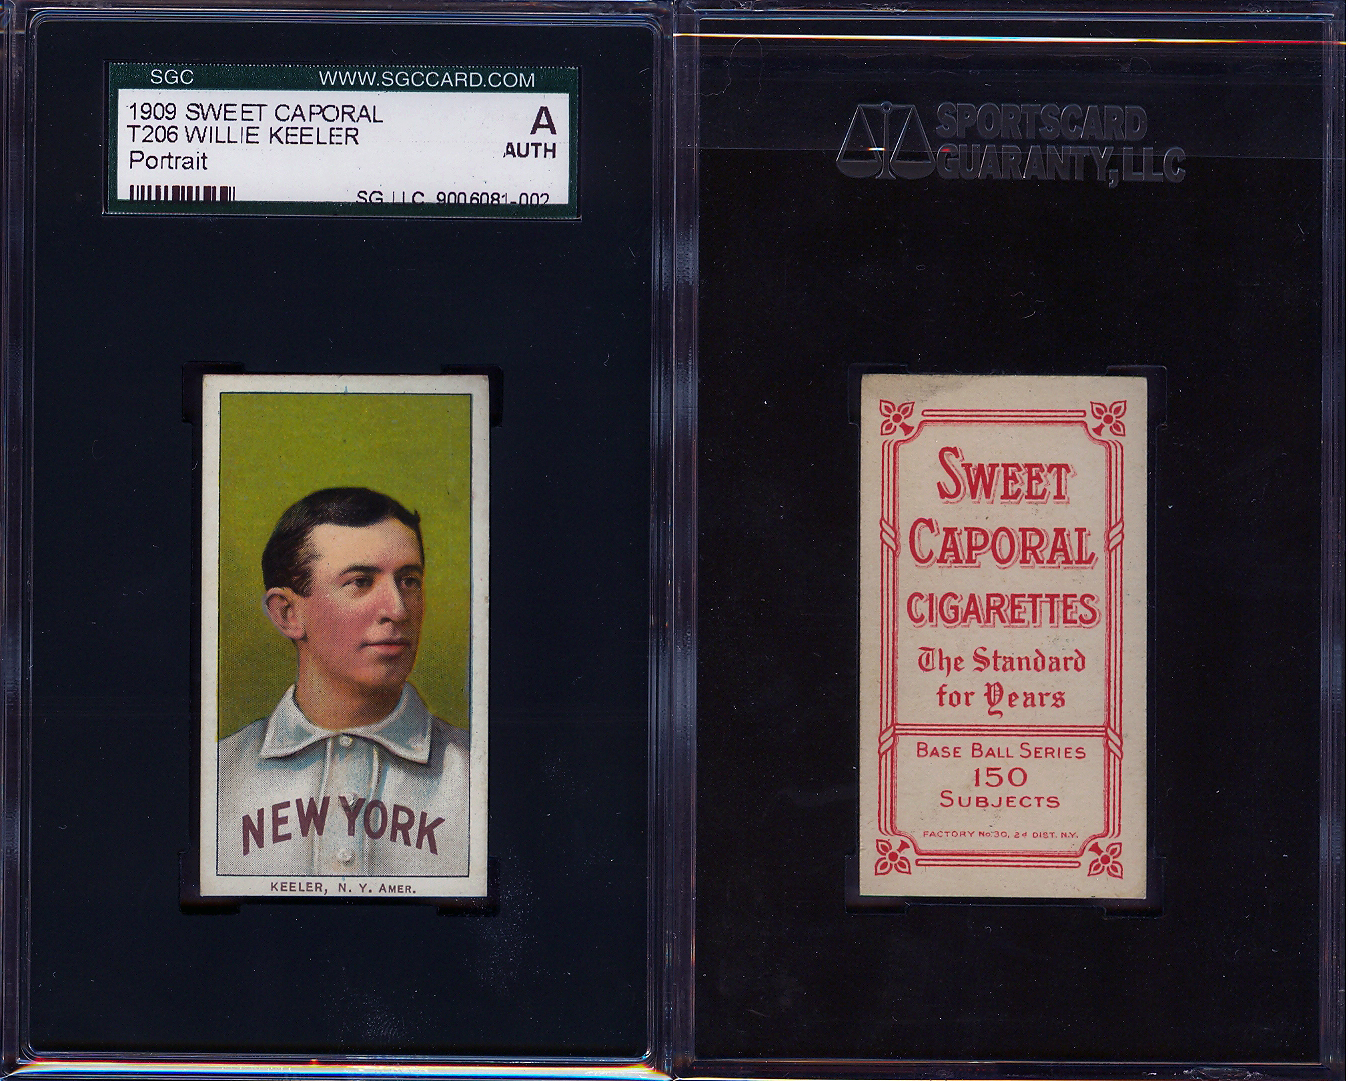 SGC WWW.SGCCARD.COM
1909 SWEET CAPORAL A
T206 WILLIE KEELER AUTH
Portrait
SG LLC 9006081-002
NEW YORK
KEELER, N. Y. AMER.
SPORTSCARD
GUARANTY, LLC
SWEET
CAPORAL
CIGARETTES
The Standard
for Years
BASE BALL SERIES
150
SUBJECTS
FACTORY No 30, 2d DIST. N.Y.